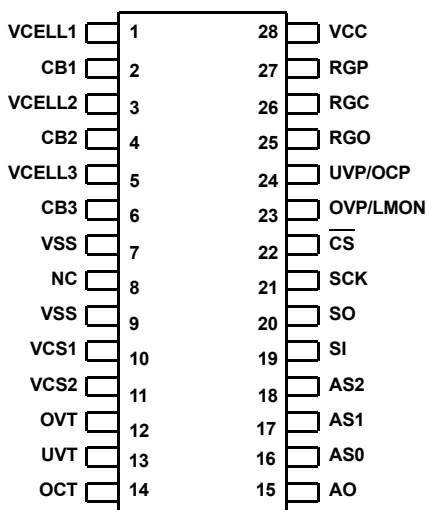 VCELL1 1 28 VCC
CB1 2 27 RGP
VCELL2 3 26 RGC
CB2 4 25 RGO
VCELL3 5 24 UVP/OCP
CB3 6 23 OVP/LMON
VSS 7 22 C̅S̅
NC 8 21 SCK
VSS 9 20 SO
VCS1 10 19 SI
VCS2 11 18 AS2
OVT 12 17 AS1
UVT 13 16 AS0
OCT 14 15 AO